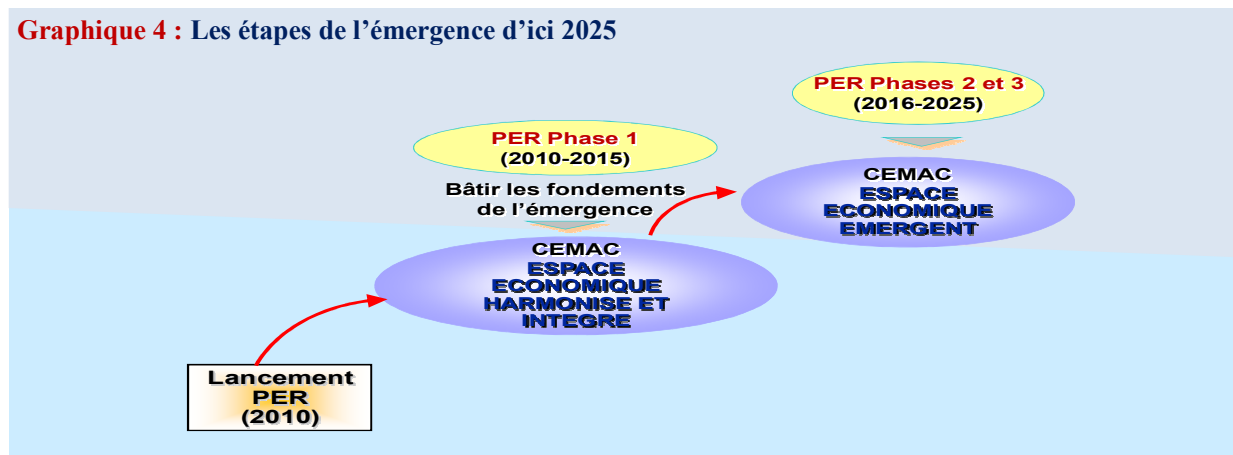 Graphique 4 : Les étapes de l’émergence d’ici 2025
PER Phases 2 et 3
(2016-2025)
CEMAC
ESPACE
ECONOMIQUE
EMERGENT
PER Phase 1
(2010-2015)
Bâtir les fondements
de l’émergence
CEMAC
ESPACE
ECONOMIQUE
HARMONISE ET
INTEGRE
Lancement
PER
(2010)